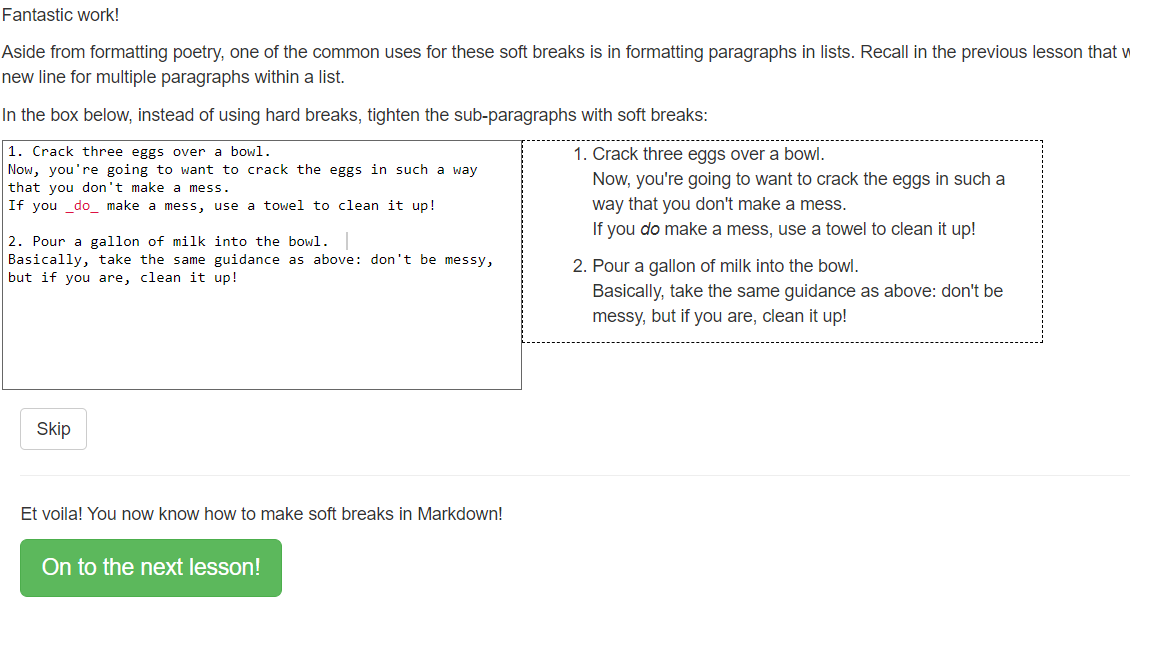 Fantastic work!
Aside from formatting poetry, one of the common uses for these soft breaks is in formatting paragraphs in lists. Recall in the previous lesson that
new line for multiple paragraphs within a list.
In the box below, instead of using hard breaks, tighten the sub-paragraphs with soft breaks:
1. Crack three eggs over a bowl.
Now, you're going to want to crack the eggs in such a way
that you don't make a mess.
If you _do_ make a mess, use a towel to clean it up!
2. Pour a gallon of milk into the bowl.
Basically, take the same guidance as above: don't be messy,
but if you are, clean it up!
1. Crack three eggs over a bowl.
Now, you're going to want to crack the eggs in such a
way that you don't make a mess.
If you do make a mess, use a towel to clean it up!
2. Pour a gallon of milk into the bowl.
Basically, take the same guidance as above: don't be
messy, but if you are, clean it up!
Skip
Et voila! You now know how to make soft breaks in Markdown!
On to the next lesson!